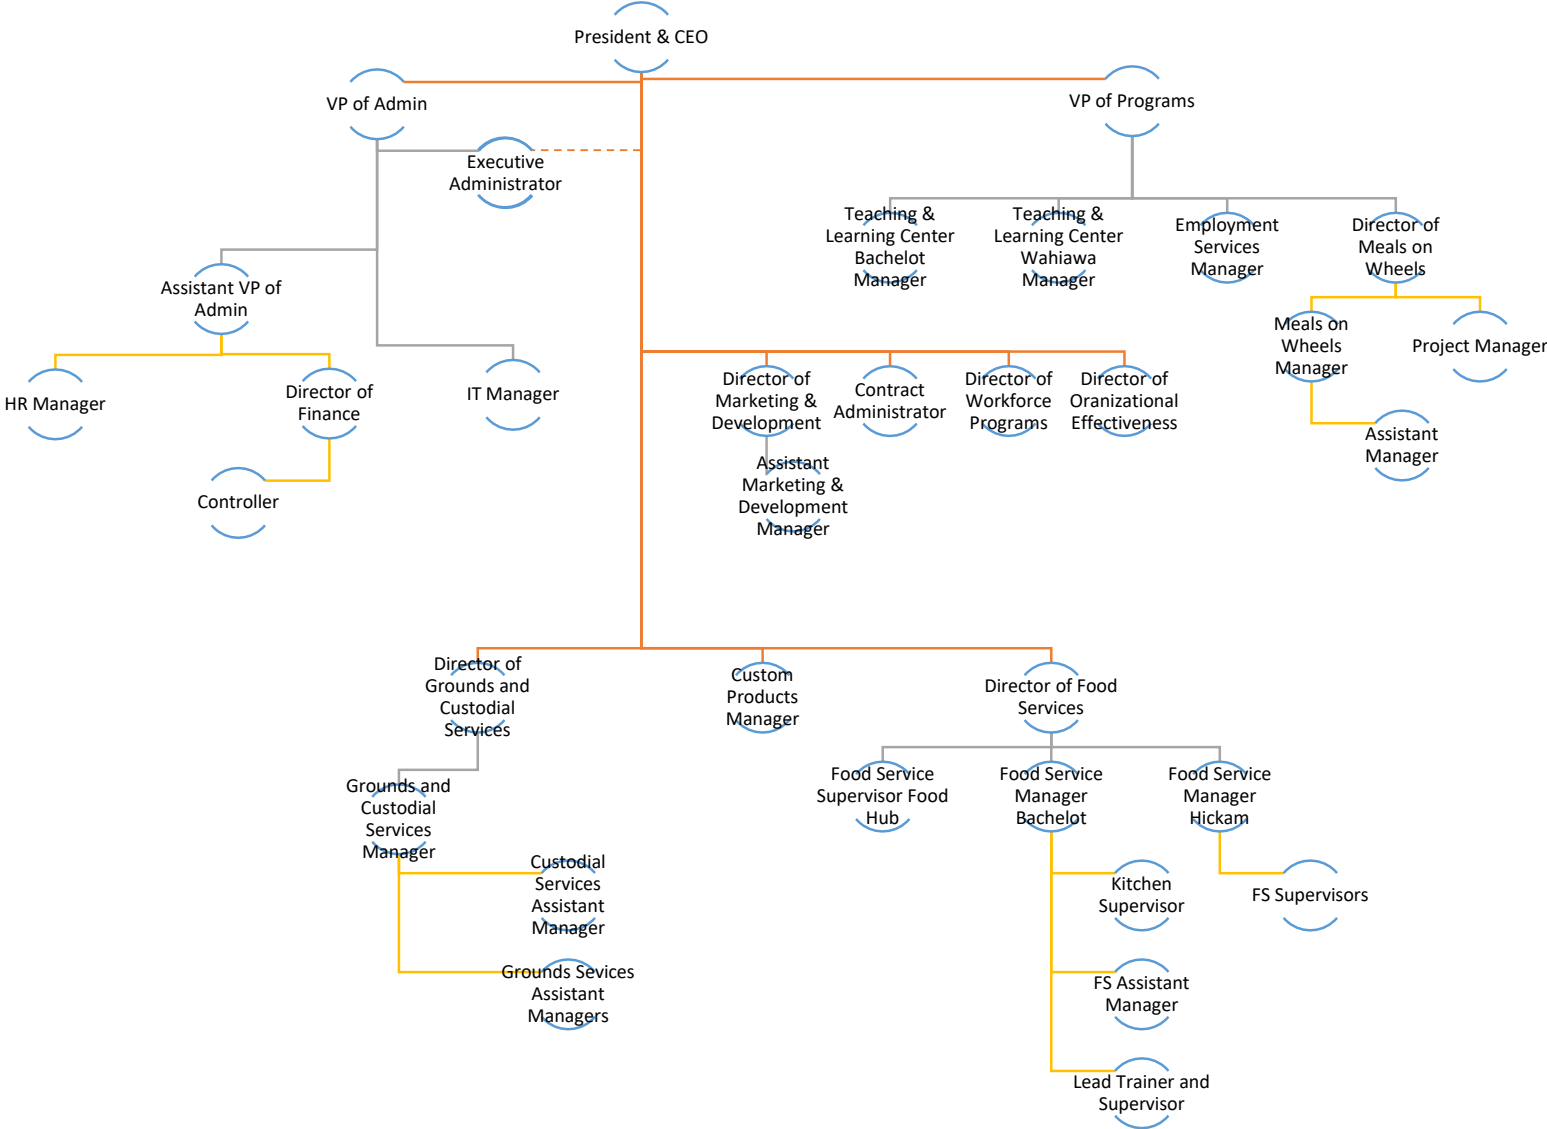 President & CEO
VP of Admin
VP of Programs
Executive
Administrator
Teaching &
Learning Center
Bachelot
Manager
Teaching &
Learning Center
Wahiawa
Manager
Employment
Services
Manager
Director of
Meals on
Wheels
Assistant VP of
Admin
Meals on
Wheels
Manager
Project Manager
HR Manager
Director of
Finance
IT Manager
Director of
Marketing &
Development
Contract
Administrator
Director of
Workforce
Programs
Director of
Oranizational
Effectiveness
Assistant
Manager
Controller
Assistant
Marketing &
Development
Manager
Director of
Grounds and
Custodial
Services
Custom
Products
Manager
Director of Food
Services
Grounds and
Custodial
Services
Manager
Food Service
Supervisor Food
Hub
Food Service
Manager
Bachelot
Food Service
Manager
Hickam
Custodial
Services
Assistant
Manager
Kitchen
Supervisor
FS Supervisors
Grounds Sevices
Assistant
Managers
FS Assistant
Manager
Lead Trainer and
Supervisor